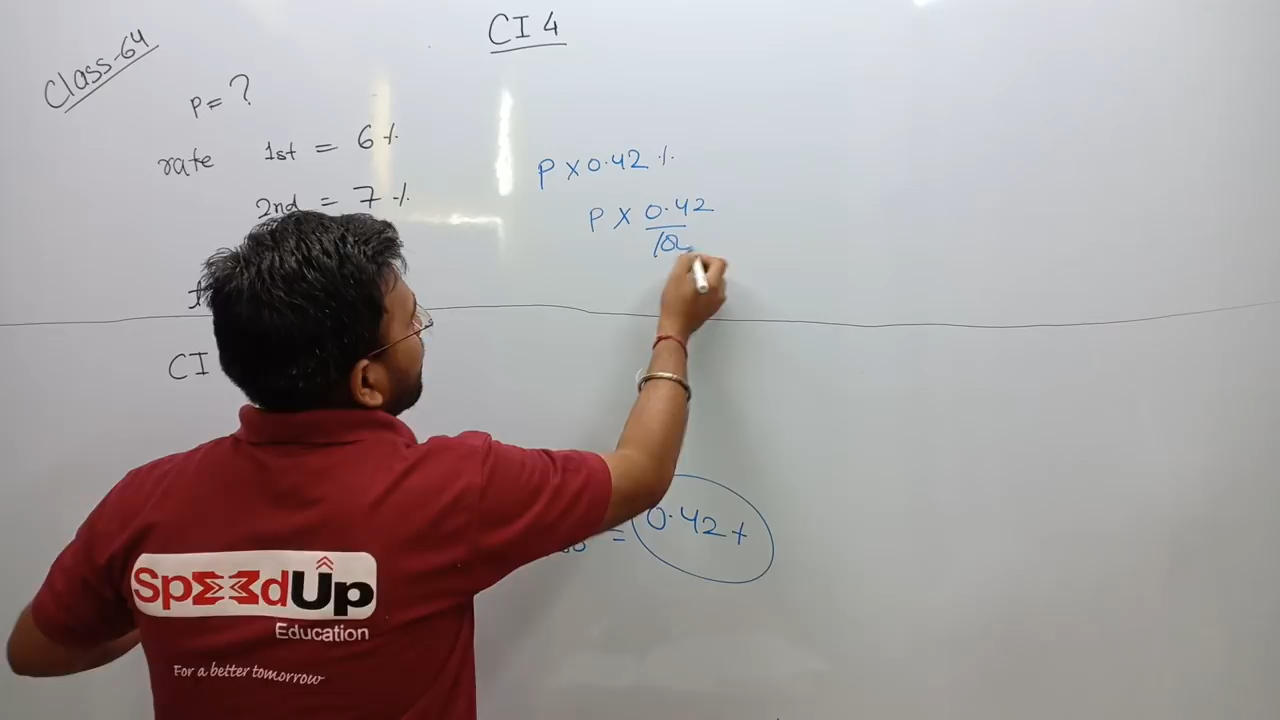 Class-64
CI 4
P = ?
rate 1st = 6 %
2nd = 7 %
P × 0.42 %
P × 0.42
CI
= 0.42 %
SpeedUp
Education
For a better tomorrow